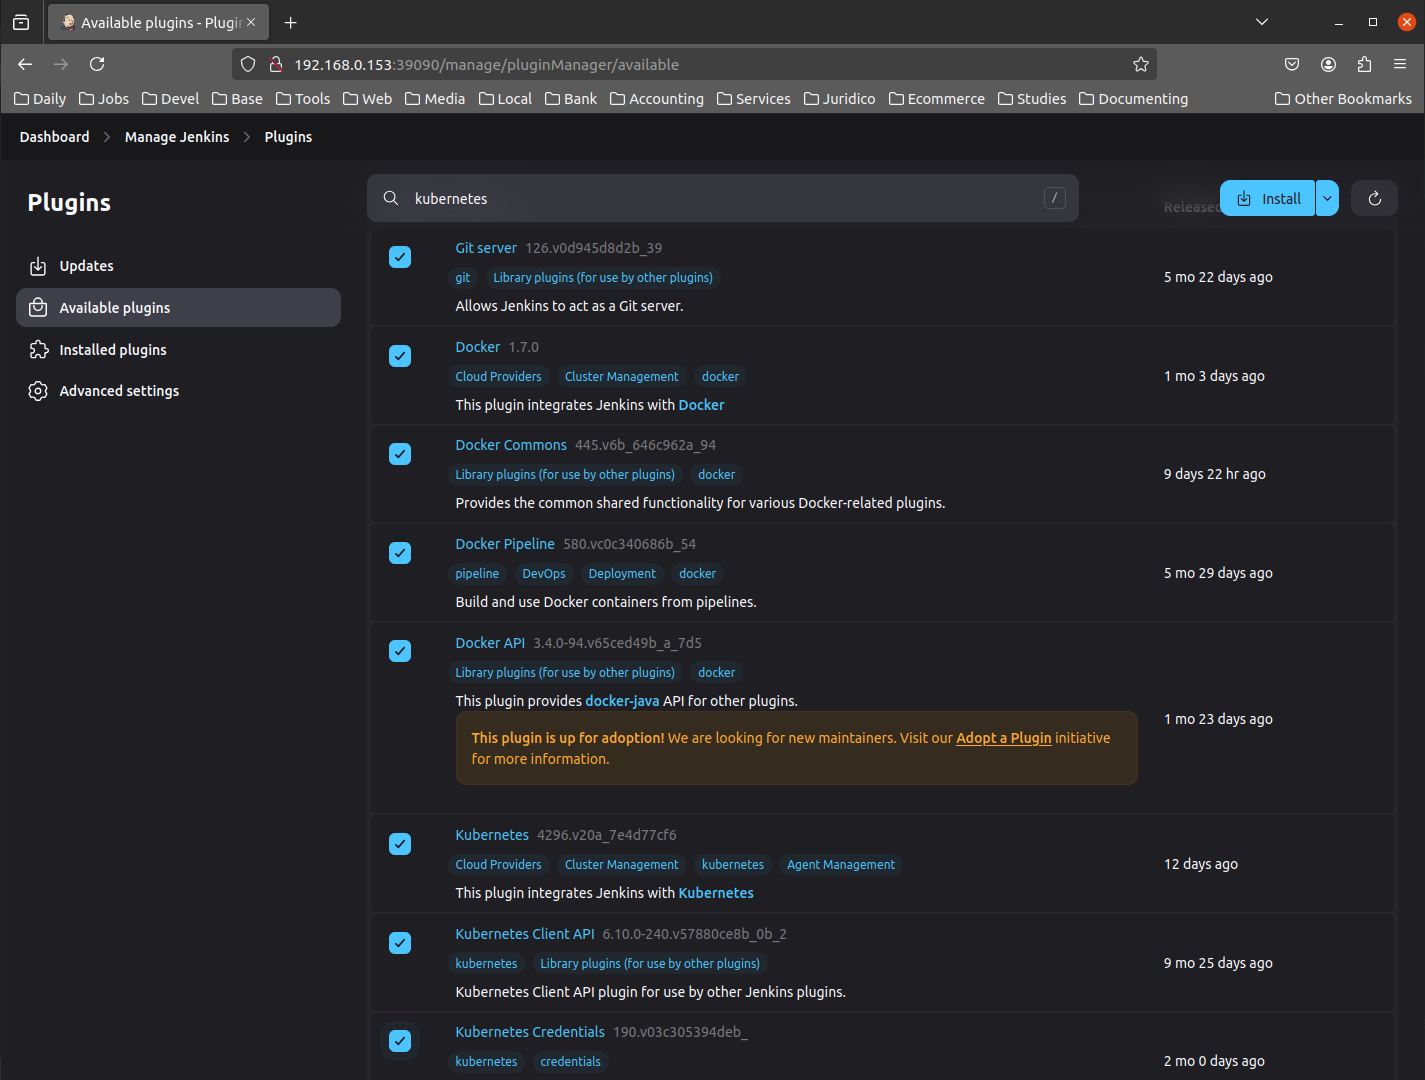 Available plugins - Plugin
192.168.0.153:39090/manage/pluginManager/available
Daily Jobs Devel Base Tools Web Media Local Bank Accounting Services Juridico Ecommerce Studies Documenting Other Bookmarks
Dashboard Manage Jenkins Plugins
Plugins
Updates
Available plugins
Installed plugins
Advanced settings
kubernetes /
Released
Install
Git server 126.v0d945d8d2b_39
git Library plugins (for use by other plugins)
Allows Jenkins to act as a Git server.
5 mo 22 days ago
Docker 1.7.0
Cloud Providers Cluster Management docker
This plugin integrates Jenkins with Docker
1 mo 3 days ago
Docker Commons 445.v6b_646c962a_94
Library plugins (for use by other plugins) docker
Provides the common shared functionality for various Docker-related plugins.
9 days 22 hr ago
Docker Pipeline 580.vc0c340686b_54
pipeline DevOps Deployment docker
Build and use Docker containers from pipelines.
5 mo 29 days ago
Docker API 3.4.0-94.v65ced49b_a_7d5
Library plugins (for use by other plugins) docker
This plugin provides docker-java API for other plugins.
This plugin is up for adoption! We are looking for new maintainers. Visit our Adopt a Plugin initiative
for more information.
1 mo 23 days ago
Kubernetes 4296.v20a_7e4d77cf6
Cloud Providers Cluster Management kubernetes Agent Management
This plugin integrates Jenkins with Kubernetes
12 days ago
Kubernetes Client API 6.10.0-240.v57880ce8b_0b_2
kubernetes Library plugins (for use by other plugins)
Kubernetes Client API plugin for use by other Jenkins plugins.
9 mo 25 days ago
Kubernetes Credentials 190.v03c305394deb_
kubernetes credentials
2 mo 0 days ago